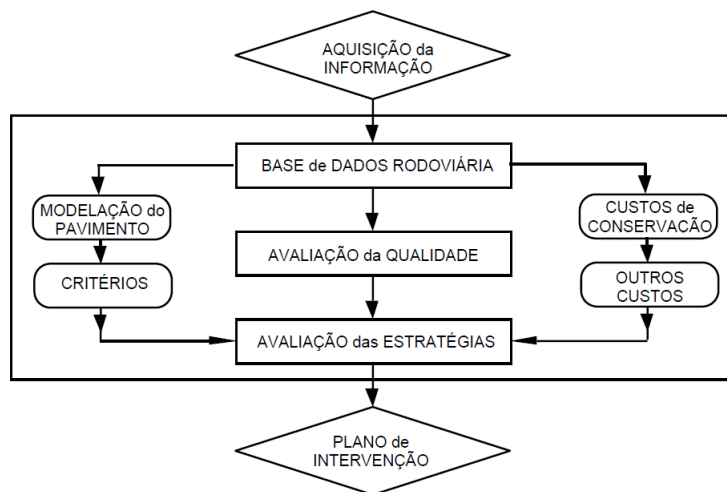 AQUISIÇÃO da
INFORMAÇÃO
BASE de DADOS RODOVIÁRIA
MODELAÇÃO do
PAVIMENTO
CUSTOS de
CONSERVACÃO
AVALIAÇÃO da QUALIDADE
CRITÉRIOS
OUTROS
CUSTOS
AVALIAÇÃO das ESTRATÉGIAS
PLANO de
INTERVENÇÃO